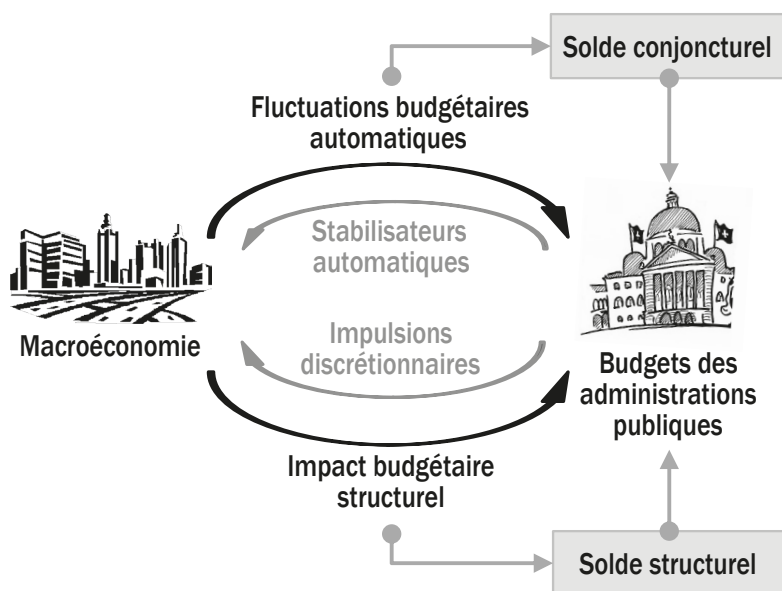 Solde conjoncturel
Fluctuations budgétaires
automatiques
Stabilisateurs
automatiques
Macroéconomie
Impulsions
discrétionnaires
Budgets des
administrations
publiques
Impact budgétaire
structurel
Solde structurel